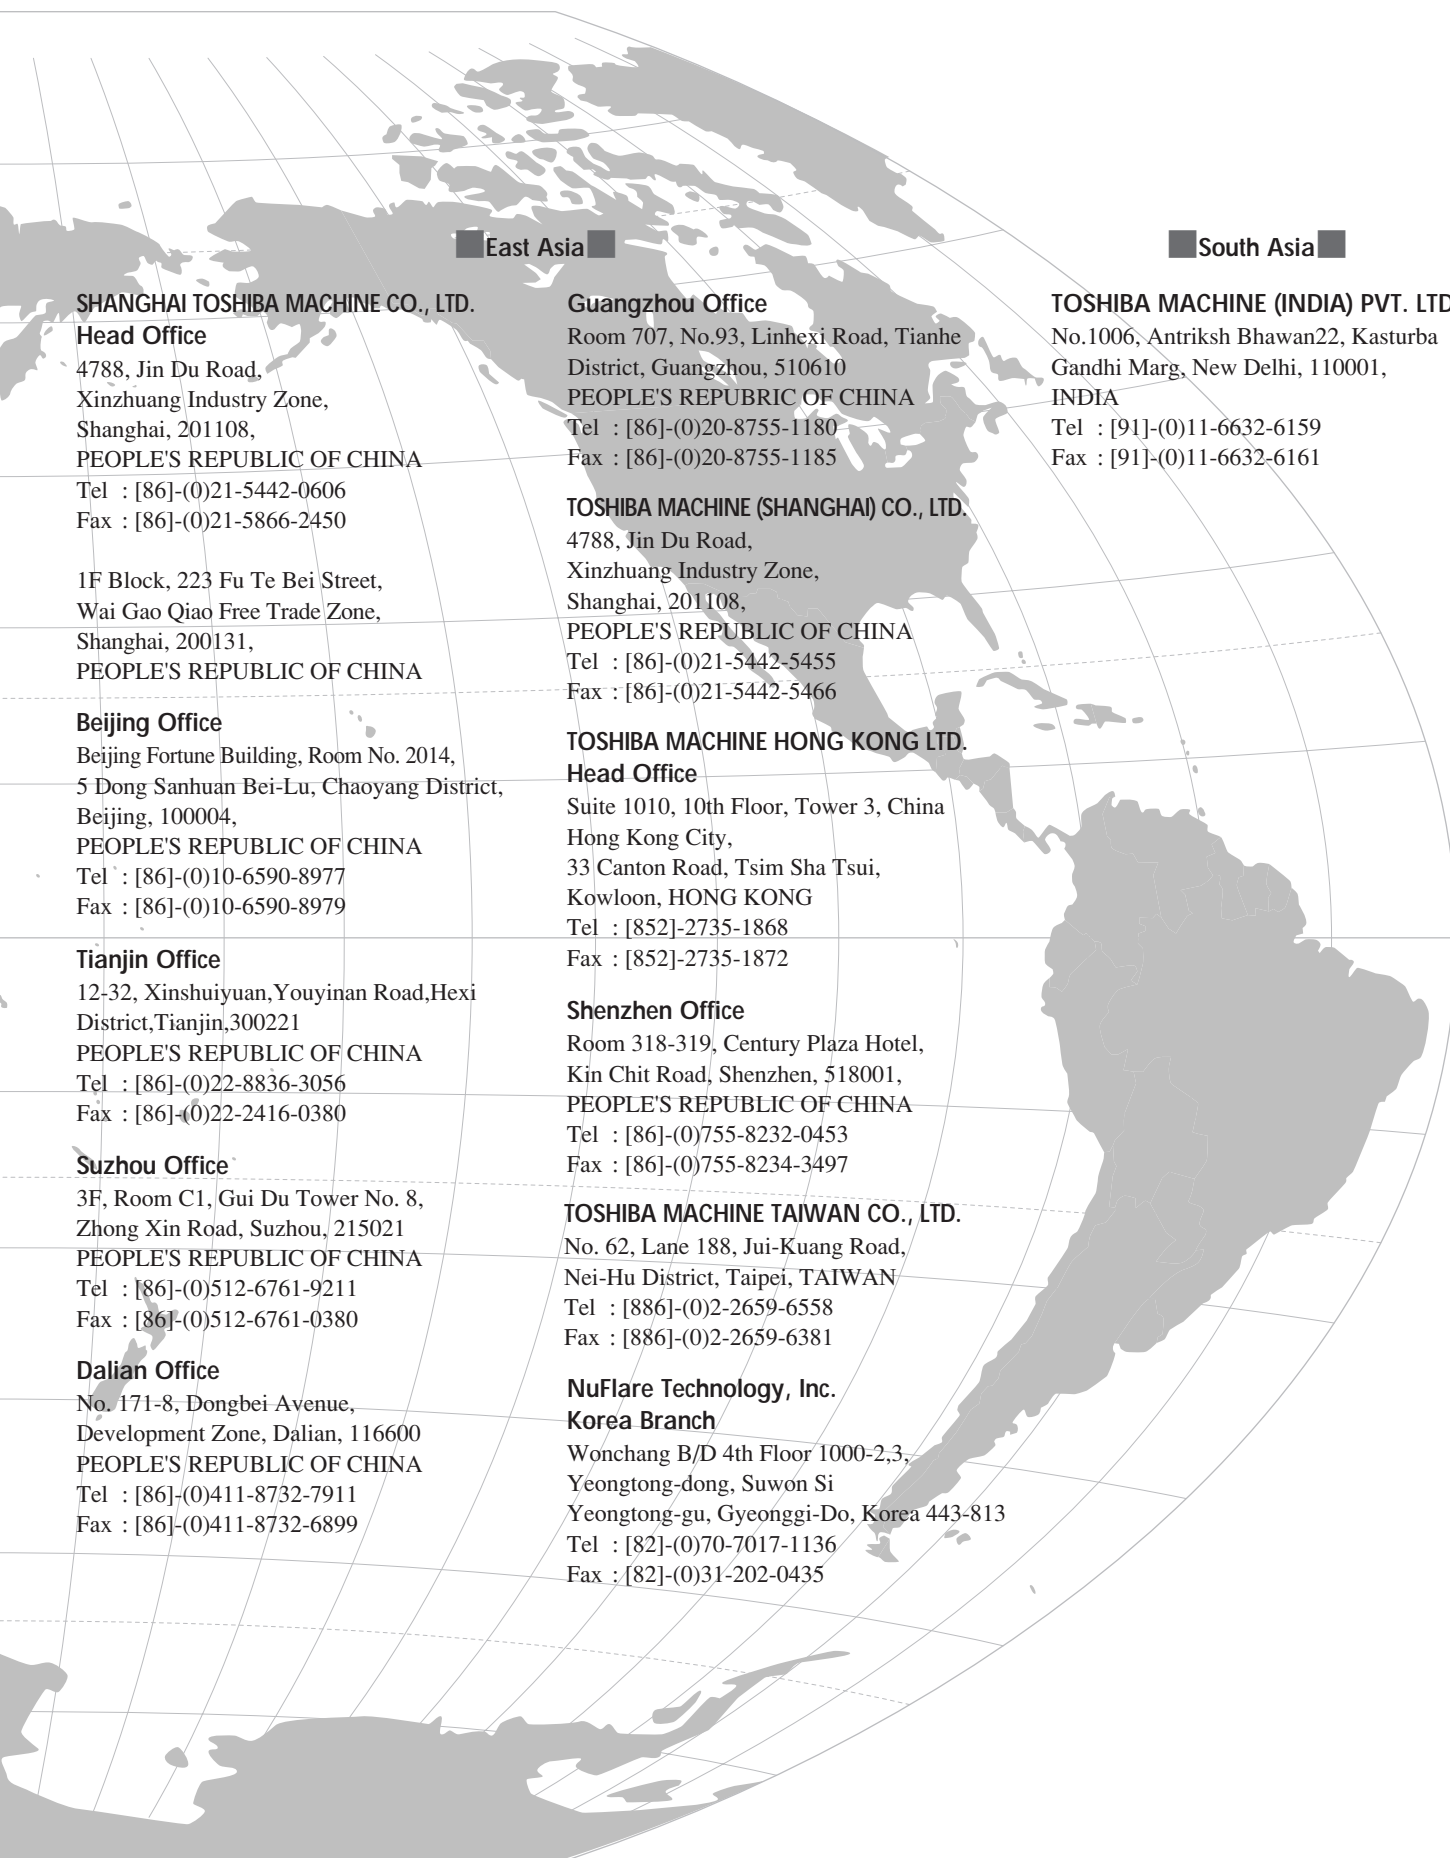 East Asia
SHANGHAI TOSHIBA MACHINE CO., LTD.
Head Office
4788, Jin Du Road,
Xinzhuang Industry Zone,
Shanghai, 201108,
PEOPLE'S REPUBLIC OF CHINA
Tel : [86]-(0)21-5442-0606
Fax : [86]-(0)21-5866-2450
1F Block, 223 Fu Te Bei Street,
Wai Gao Qiao Free Trade Zone,
Shanghai, 200131,
PEOPLE'S REPUBLIC OF CHINA
Beijing Office
Beijing Fortune Building, Room No. 2014,
5 Dong Sanhuan Bei-Lu, Chaoyang District,
Beijing, 100004,
PEOPLE'S REPUBLIC OF CHINA
Tel : [86]-(0)10-6590-8977
Fax : [86]-(0)10-6590-8979
Tianjin Office
12-32, Xinshuiyuan,Youyinan Road,Hexi
District,Tianjin,300221
PEOPLE'S REPUBLIC OF CHINA
Tel : [86]-(0)22-8836-3056
Fax : [86]-(0)22-2416-0380
Suzhou Office
3F, Room C1, Gui Du Tower No. 8,
Zhong Xin Road, Suzhou, 215021
PEOPLE'S REPUBLIC OF CHINA
Tel : [86]-(0)512-6761-9211
Fax : [86]-(0)512-6761-0380
Dalian Office
No. 171-8, Dongbei Avenue,
Development Zone, Dalian, 116600
PEOPLE'S REPUBLIC OF CHINA
Tel : [86]-(0)411-8732-7911
Fax : [86]-(0)411-8732-6899
Guangzhou Office
Room 707, No.93, Linhexi Road, Tianhe
District, Guangzhou, 510610
PEOPLE'S REPUBRIC OF CHINA
Tel : [86]-(0)20-8755-1180
Fax : [86]-(0)20-8755-1185
TOSHIBA MACHINE (SHANGHAI) CO., LTD.
4788, Jin Du Road,
Xinzhuang Industry Zone,
Shanghai, 201108,
PEOPLE'S REPUBLIC OF CHINA
Tel : [86]-(0)21-5442-5455
Fax : [86]-(0)21-5442-5466
TOSHIBA MACHINE HONG KONG LTD.
Head Office
Suite 1010, 10th Floor, Tower 3, China
Hong Kong City,
33 Canton Road, Tsim Sha Tsui,
Kowloon, HONG KONG
Tel : [852]-2735-1868
Fax : [852]-2735-1872
Shenzhen Office
Room 318-319, Century Plaza Hotel,
Kin Chit Road, Shenzhen, 518001,
PEOPLE'S REPUBLIC OF CHINA
Tel : [86]-(0)755-8232-0453
Fax : [86]-(0)755-8234-3497
TOSHIBA MACHINE TAIWAN CO., LTD.
No. 62, Lane 188, Jui-Kuang Road,
Nei-Hu District, Taipei, TAIWAN
Tel : [886]-(0)2-2659-6558
Fax : [886]-(0)2-2659-6381
NuFlare Technology, Inc.
Korea Branch
Wonchang B/D 4th Floor 1000-2,3,
Yeongtong-dong, Suwon Si
Yeongtong-gu, Gyeonggi-Do, Korea 443-813
Tel : [82]-(0)70-7017-1136
Fax : [82]-(0)31-202-0435
South Asia
TOSHIBA MACHINE (INDIA) PVT. LTD
No.1006, Antriksh Bhawan22, Kasturba
Gandhi Marg, New Delhi, 110001,
INDIA
Tel : [91]-(0)11-6632-6159
Fax : [91]-(0)11-6632-6161